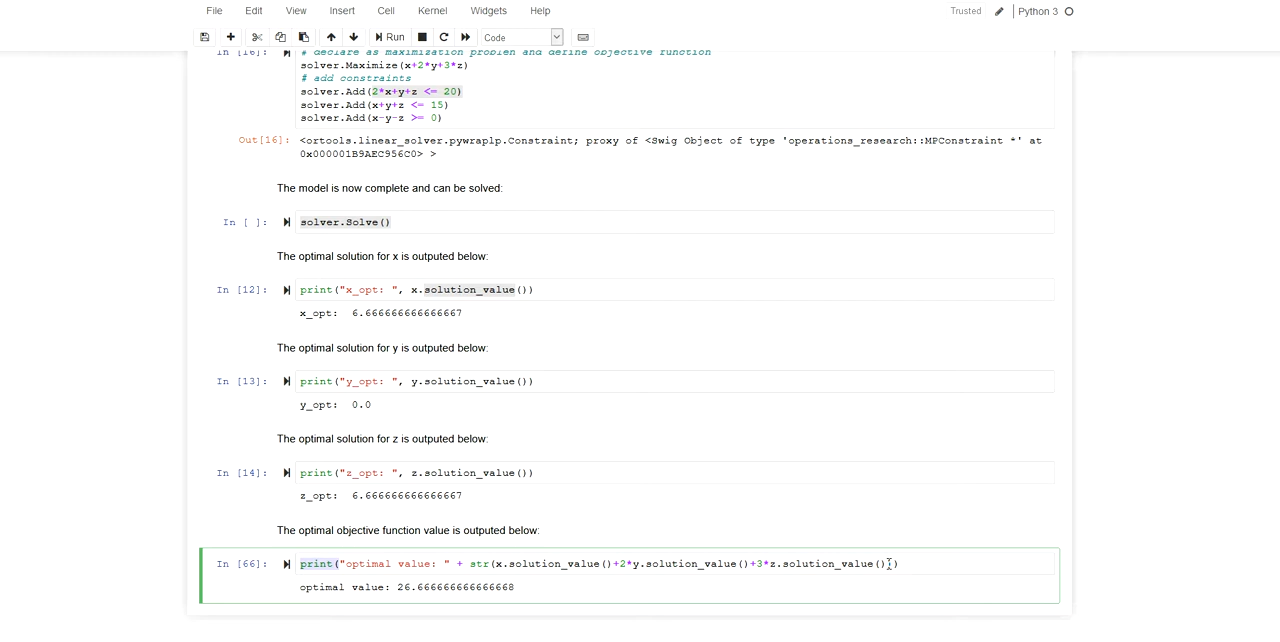 File Edit View Insert Cell Kernel Widgets Help Trusted Python 3
Run Code
In [16]: # declare as maximization problem and define objective function
solver.Maximize(x+2*y+3*z)
# add constraints
solver.Add(2*x+y+z <= 20)
solver.Add(x+y+z <= 15)
solver.Add(x-y-z >= 0)
Out[16]: <ortools.linear_solver.pywraplp.Constraint; proxy of <Swig Object of type 'operations_research::MPConstraint *' at
0x000001B9AEC956C0> >
The model is now complete and can be solved:
In [ ]: solver.Solve()
The optimal solution for x is outputed below:
In [12]: print("x_opt: ", x.solution_value())
x_opt:  6.666666666666667
The optimal solution for y is outputed below:
In [13]: print("y_opt: ", y.solution_value())
y_opt:  0.0
The optimal solution for z is outputed below:
In [14]: print("z_opt: ", z.solution_value())
z_opt:  6.666666666666667
The optimal objective function value is outputed below:
In [66]: print("optimal value: " + str(x.solution_value()+2*y.solution_value()+3*z.solution_value()))
optimal value: 26.666666666666668